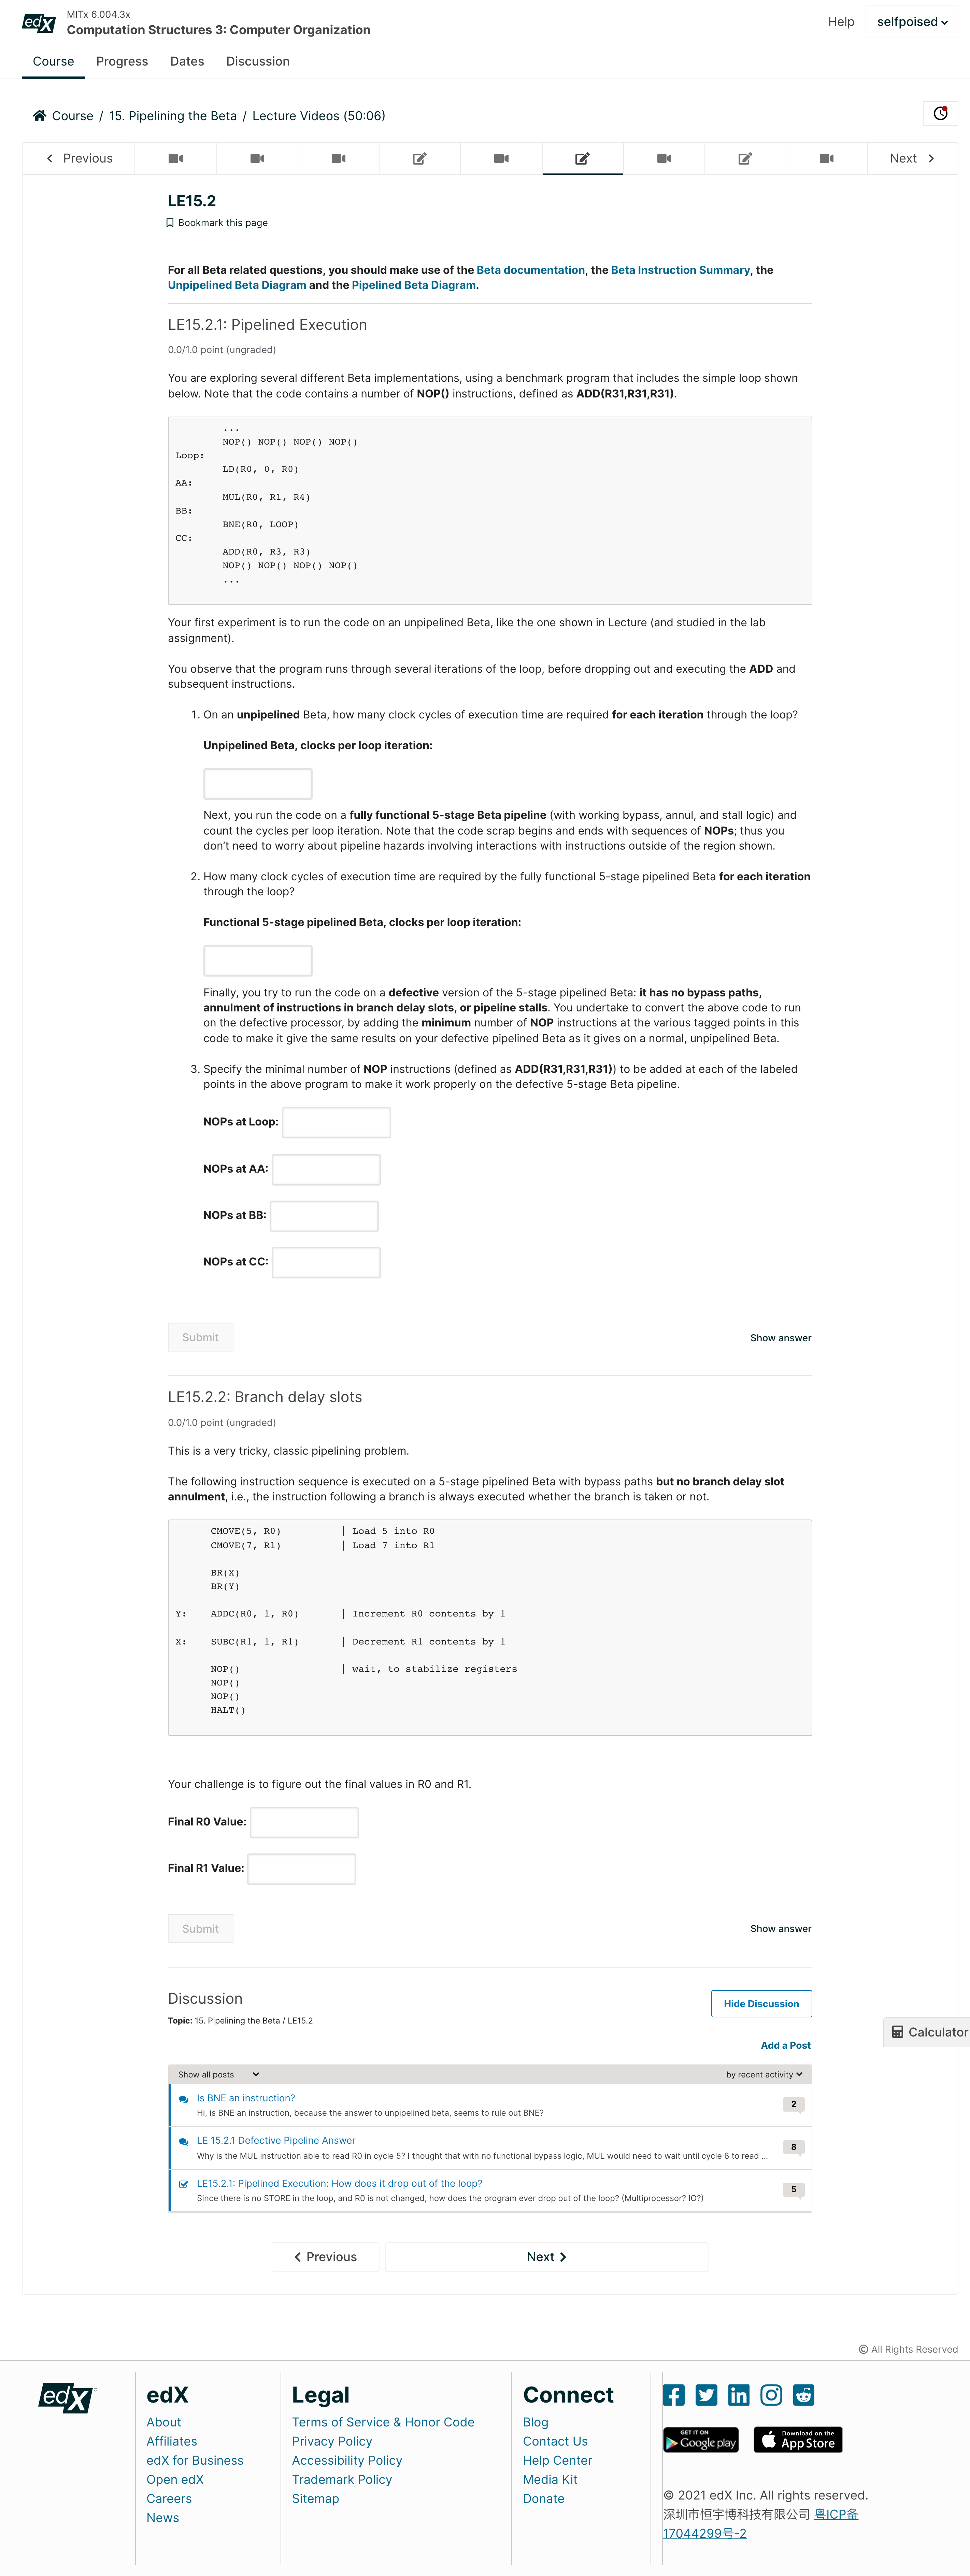 edX
MITx 6.004.3x
Computation Structures 3: Computer Organization
Help
selfpoised
Course
Progress
Dates
Discussion
Course / 15. Pipelining the Beta / Lecture Videos (50:06)
Previous
Next
LE15.2
Bookmark this page
For all Beta related questions, you should make use of the Beta documentation, the Beta Instruction Summary, the
Unpipelined Beta Diagram and the Pipelined Beta Diagram.
LE15.2.1: Pipelined Execution
0.0/1.0 point (ungraded)
You are exploring several different Beta implementations, using a benchmark program that includes the simple loop shown
below. Note that the code contains a number of NOP() instructions, defined as ADD(R31,R31,R31).
...
NOP() NOP() NOP() NOP()
Loop:
LD(R0, 0, R0)
AA:
MUL(R0, R1, R4)
BB:
BNE(R0, LOOP)
CC:
ADD(R0, R3, R3)
NOP() NOP() NOP() NOP()
...
Your first experiment is to run the code on an unpipelined Beta, like the one shown in Lecture (and studied in the lab
assignment).
You observe that the program runs through several iterations of the loop, before dropping out and executing the ADD and
subsequent instructions.
1. On an unpipelined Beta, how many clock cycles of execution time are required for each iteration through the loop?
Unpipelined Beta, clocks per loop iteration:
Next, you run the code on a fully functional 5-stage Beta pipeline (with working bypass, annul, and stall logic) and
count the cycles per loop iteration. Note that the code scrap begins and ends with sequences of NOPs; thus you
don't need to worry about pipeline hazards involving interactions with instructions outside of the region shown.
2. How many clock cycles of execution time are required by the fully functional 5-stage pipelined Beta for each iteration
through the loop?
Functional 5-stage pipelined Beta, clocks per loop iteration:
Finally, you try to run the code on a defective version of the 5-stage pipelined Beta: it has no bypass paths,
annulment of instructions in branch delay slots, or pipeline stalls. You undertake to convert the above code to run
on the defective processor, by adding the minimum number of NOP instructions at the various tagged points in this
code to make it give the same results on your defective pipelined Beta as it gives on a normal, unpipelined Beta.
3. Specify the minimal number of NOP instructions (defined as ADD(R31,R31,R31)) to be added at each of the labeled
points in the above program to make it work properly on the defective 5-stage Beta pipeline.
NOPs at Loop:
NOPs at AA:
NOPs at BB:
NOPs at CC:
Submit
Show answer
LE15.2.2: Branch delay slots
0.0/1.0 point (ungraded)
This is a very tricky, classic pipelining problem.
The following instruction sequence is executed on a 5-stage pipelined Beta with bypass paths but no branch delay slot
annulment, i.e., the instruction following a branch is always executed whether the branch is taken or not.
CMOVE(5, R0) | Load 5 into R0
CMOVE(7, R1) | Load 7 into R1
BR(X)
BR(Y)
Y: ADDC(R0, 1, R0) | Increment R0 contents by 1
X: SUBC(R1, 1, R1) | Decrement R1 contents by 1
NOP() | wait, to stabilize registers
NOP()
NOP()
HALT()
Your challenge is to figure out the final values in R0 and R1.
Final R0 Value:
Final R1 Value:
Submit
Show answer
Discussion
Hide Discussion
Topic: 15. Pipelining the Beta / LE15.2
Calculator
Add a Post
Show all posts
by recent activity
Is BNE an instruction?
Hi, is BNE an instruction, because the answer to unpipelined beta, seems to rule out BNE?
2
LE 15.2.1 Defective Pipeline Answer
Why is the MUL instruction able to read R0 in cycle 5? I thought that with no functional bypass logic, MUL would need to wait until cycle 6 to read ...
8
LE15.2.1: Pipelined Execution: How does it drop out of the loop?
Since there is no STORE in the loop, and R0 is not changed, how does the program ever drop out of the loop? (Multiprocessor? IO?)
5
Previous
Next
© All Rights Reserved
edX
edX
About
Affiliates
edX for Business
Open edX
Careers
News
Legal
Terms of Service & Honor Code
Privacy Policy
Accessibility Policy
Trademark Policy
Sitemap
Connect
Blog
Contact Us
Help Center
Media Kit
Donate
GET IT ON
Google play
Download on the
App Store
© 2021 edX Inc. All rights reserved.
深圳市恒宇博科技有限公司 粤ICP备
17044299号-2